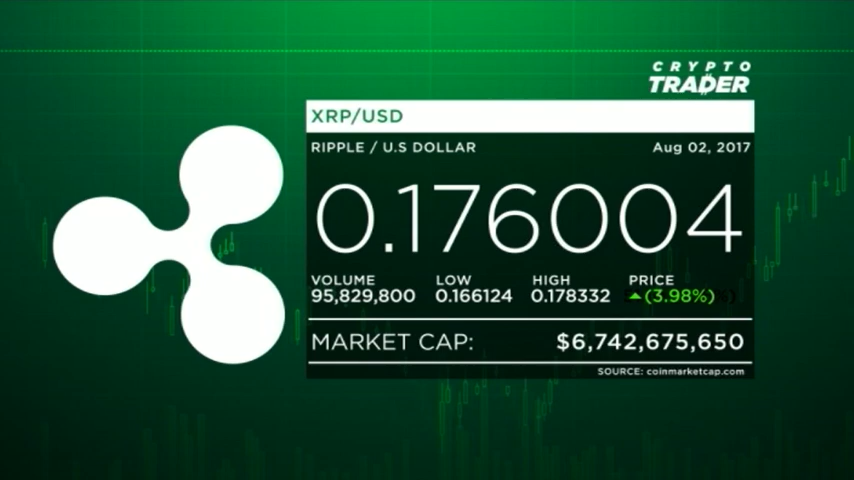 CRYPTO
TRADER
XRP/USD
RIPPLE / U.S DOLLAR Aug 02, 2017
0.176004
VOLUME LOW HIGH PRICE
95,829,800 0.166124 0.178332 ▲(3.98%)
MARKET CAP: $6,742,675,650
SOURCE: coinmarketcap.com